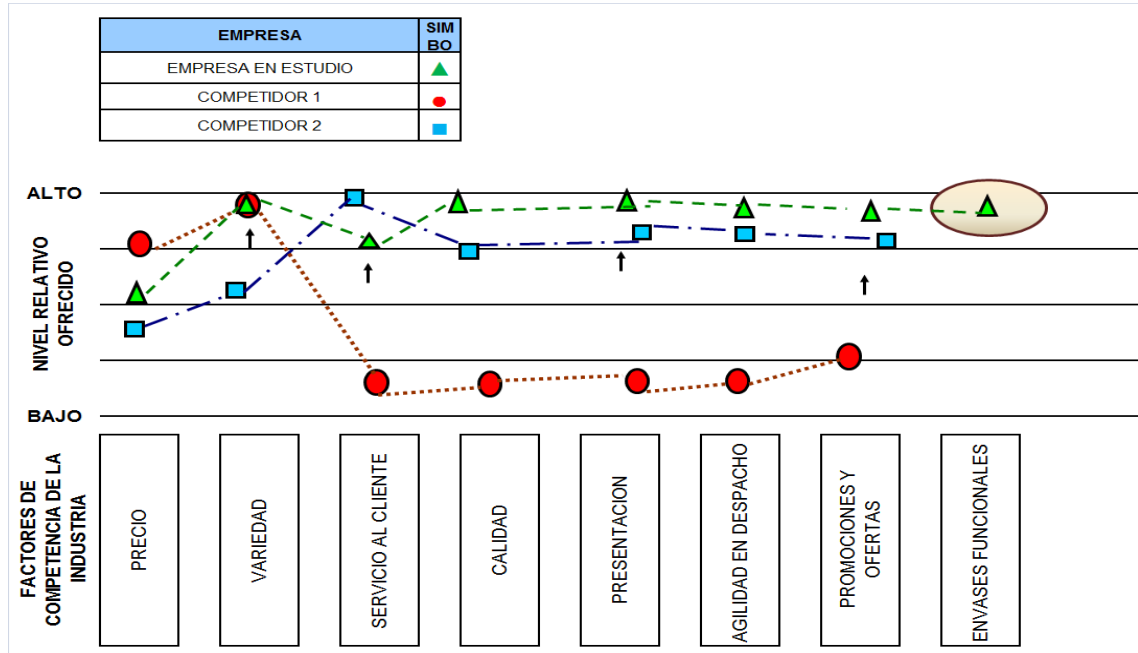 EMPRESA
SIM
BO
EMPRESA EN ESTUDIO
COMPETIDOR 1
COMPETIDOR 2
ALTO
NIVEL RELATIVO
OFRECIDO
BAJO
FACTORES DE
COMPETENCIA DE LA
INDUSTRIA
PRECIO
VARIEDAD
SERVICIO AL CLIENTE
CALIDAD
PRESENTACION
AGILIDAD EN DESPACHO
PROMOCIONES Y
OFERTAS
ENVASES FUNCIONALES